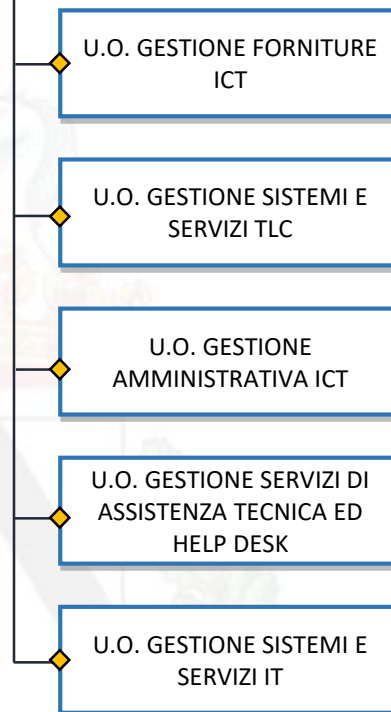 U.O. GESTIONE FORNITURE
ICT
U.O. GESTIONE SISTEMI E
SERVIZI TLC
U.O. GESTIONE
AMMINISTRATIVA ICT
U.O. GESTIONE SERVIZI DI
ASSISTENZA TECNICA ED
HELP DESK
U.O. GESTIONE SISTEMI E
SERVIZI IT